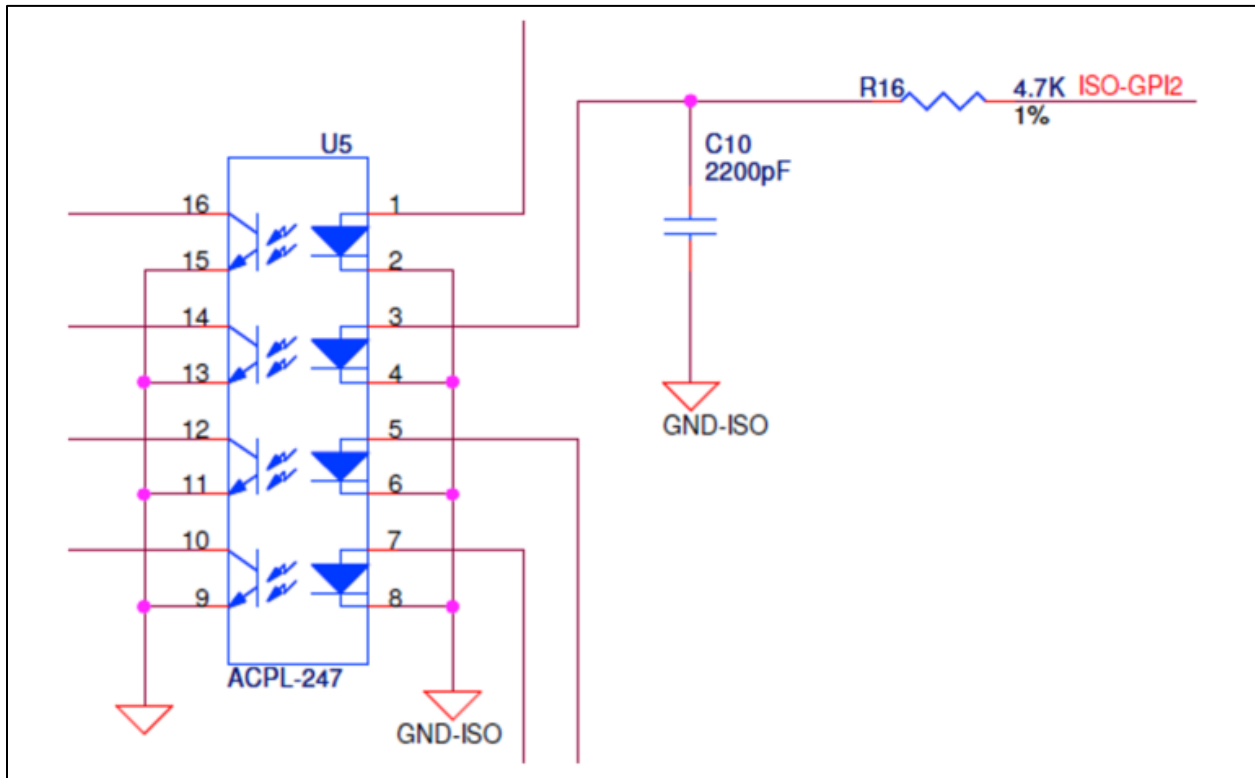 R16 4.7K ISO-GPI2
1%
C10
2200pF
U5
16 1
15 2
14 3
13 4
GND-ISO
12 5
11 6
10 7
9 8
ACPL-247
GND-ISO